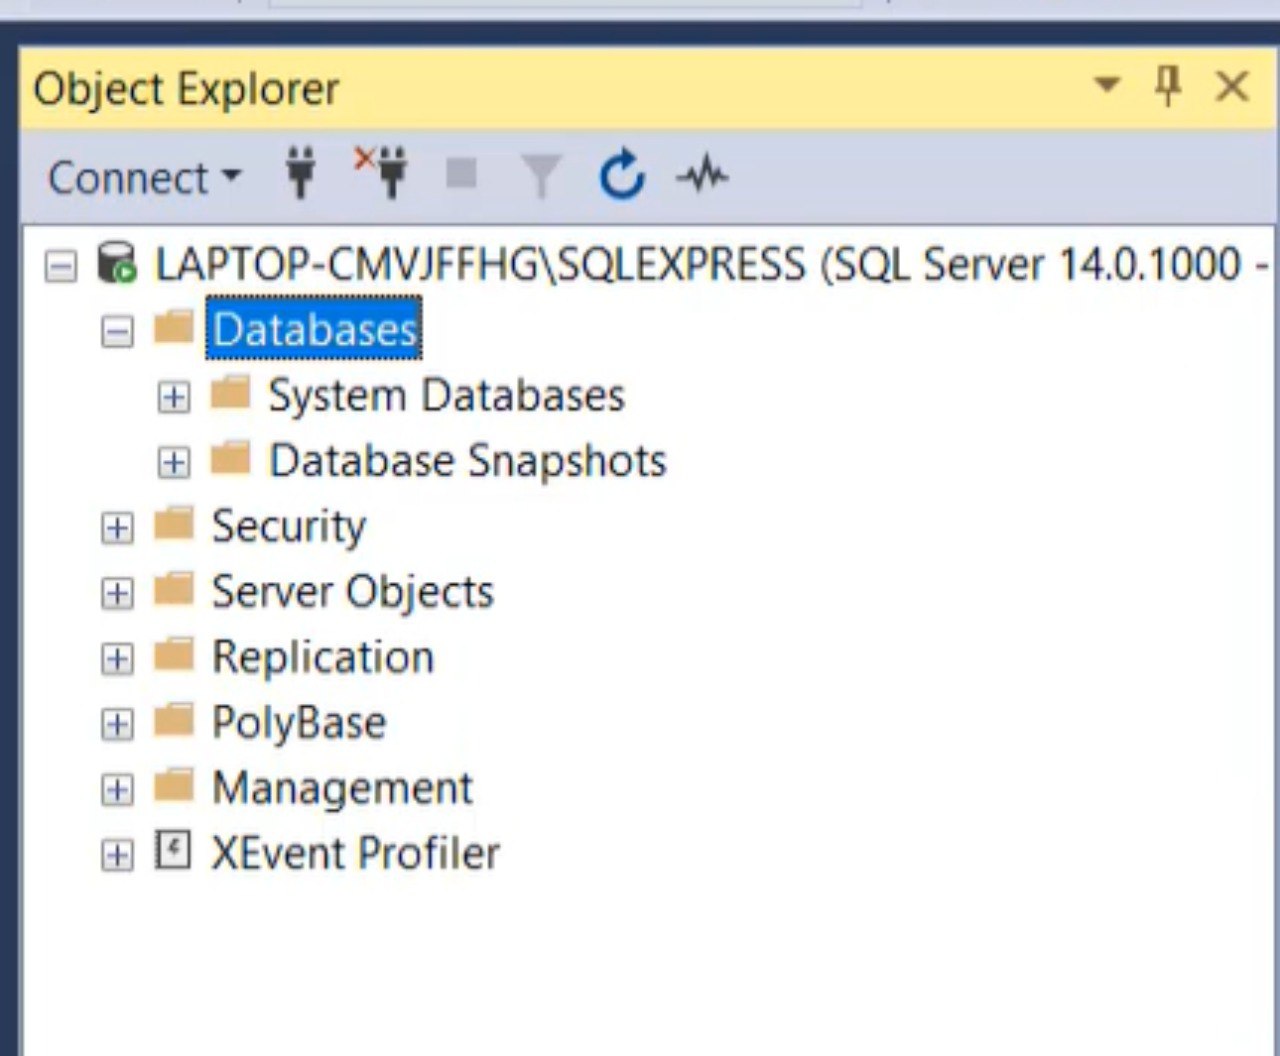 Object Explorer
Connect
LAPTOP-CMVJFFHG\SQLEXPRESS (SQL Server 14.0.1000 -
Databases
System Databases
Database Snapshots
Security
Server Objects
Replication
PolyBase
Management
XEvent Profiler